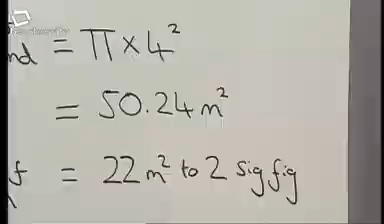 nd = π × 4²
= 50.24 m²
f = 22 m² to 2 sig fig